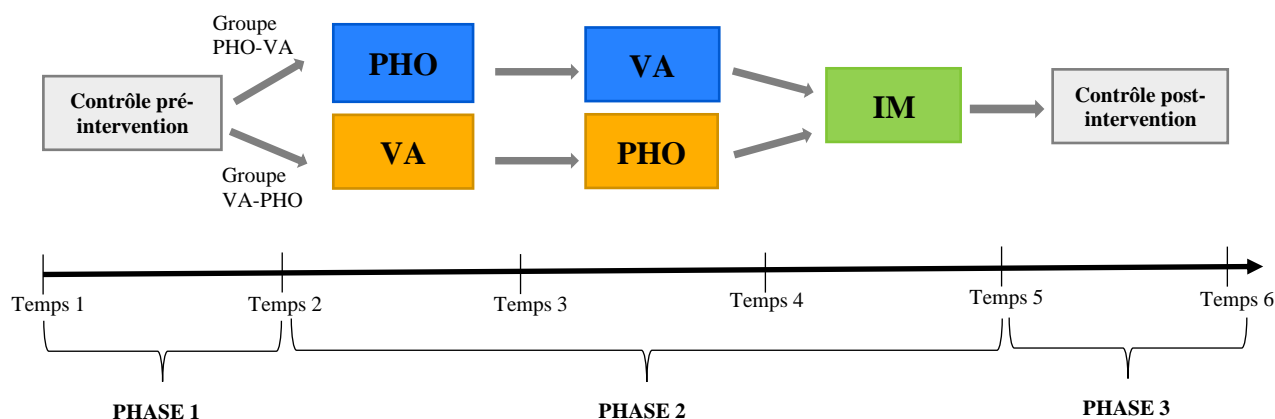 Groupe
PHO-VA
PHO
VA
Contrôle pré-
intervention
IM
Contrôle post-
intervention
VA
PHO
Groupe
VA-PHO
Temps 1
Temps 2
Temps 3
Temps 4
Temps 5
Temps 6
PHASE 1
PHASE 2
PHASE 3